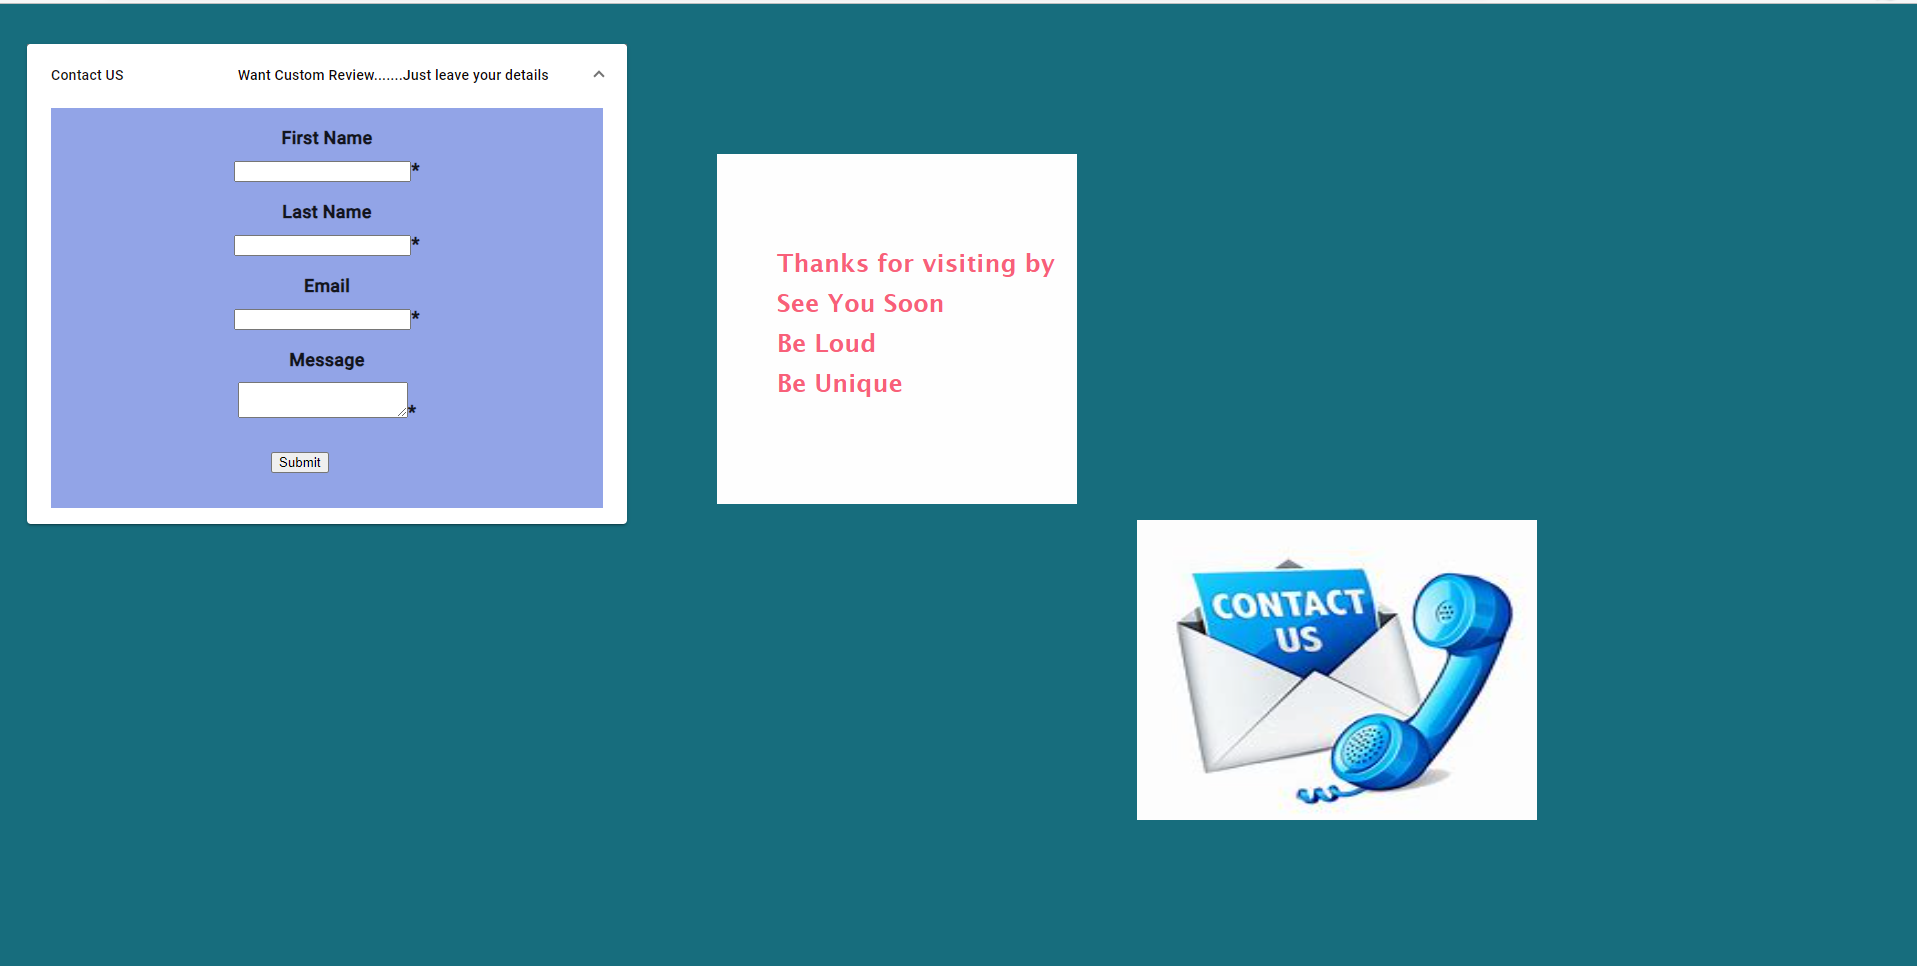 Contact US
Want Custom Review.......Just leave your details
First Name
*
Last Name
*
Email
*
Message
*
Submit
Thanks for visiting by
See You Soon
Be Loud
Be Unique
CONTACT
US